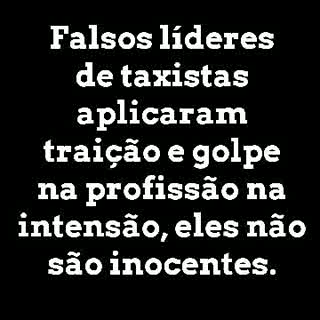 Falsos líderes
de taxistas
aplicaram
traição e golpe
na profissão na
intensão, eles não
são inocentes.